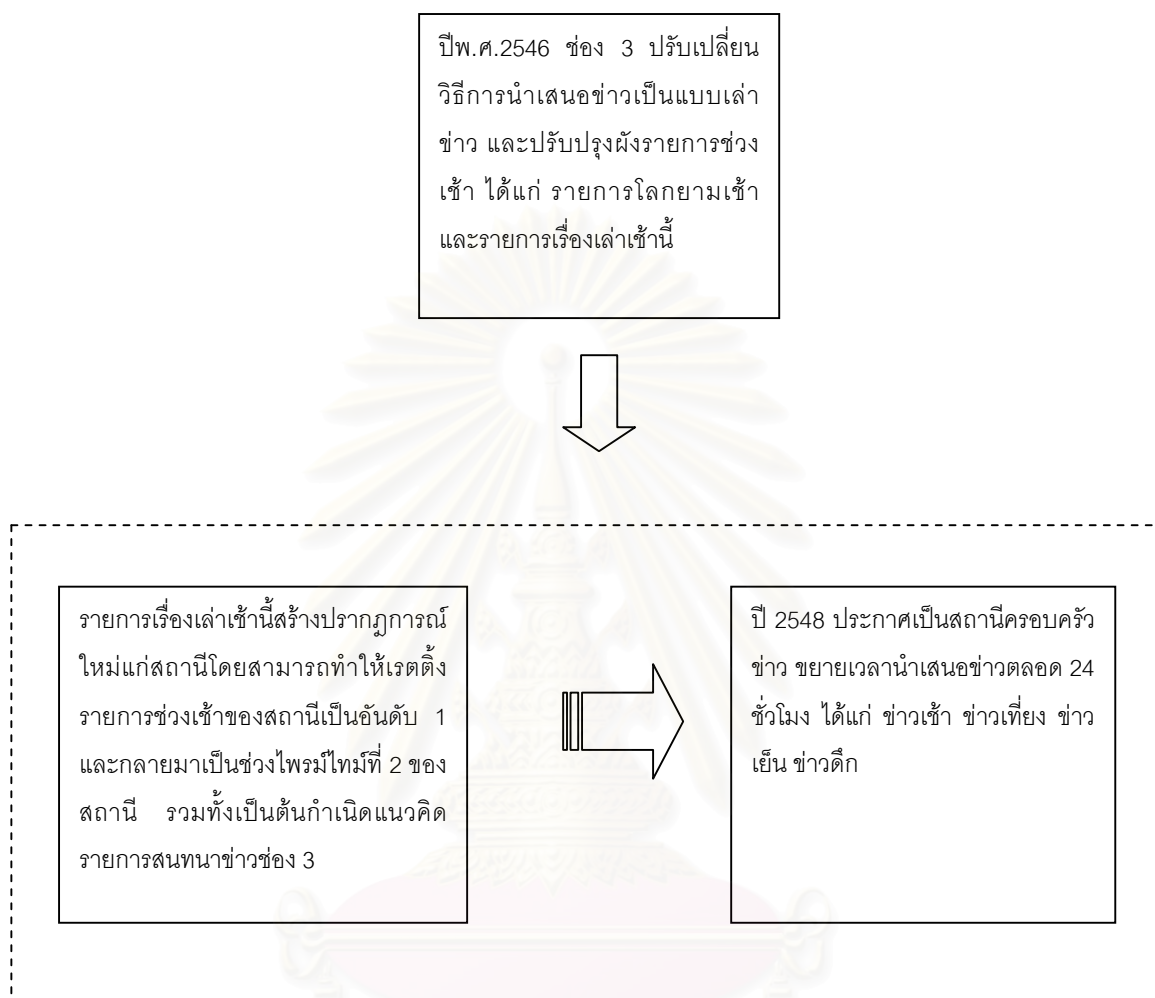 ปีพ.ศ.2546 ช่อง 3 ปรับเปลี่ยน
วิธีการนำเสนอข่าวเป็นแบบเล่า
ข่าว และปรับปรุงผังรายการช่วง
เช้า ได้แก่ รายการโลกยามเช้า
และรายการเรื่องเล่าเช้านี้
รายการเรื่องเล่าเช้านี้สร้างปรากฏการณ์
ใหม่แก่สถานีโดยสามารถทำให้เรตติ้ง
รายการช่วงเช้าของสถานีเป็นอันดับ 1
และกลายมาเป็นช่วงไพรม์ไทม์ที่ 2 ของ
สถานี รวมทั้งเป็นต้นกำเนิดแนวคิด
รายการสนทนาข่าวช่อง 3
ปี 2548 ประกาศเป็นสถานีครอบครัว
ข่าว ขยายเวลานำเสนอข่าวตลอด 24
ชั่วโมง ได้แก่ ข่าวเช้า ข่าวเที่ยง ข่าว
เย็น ข่าวดึก